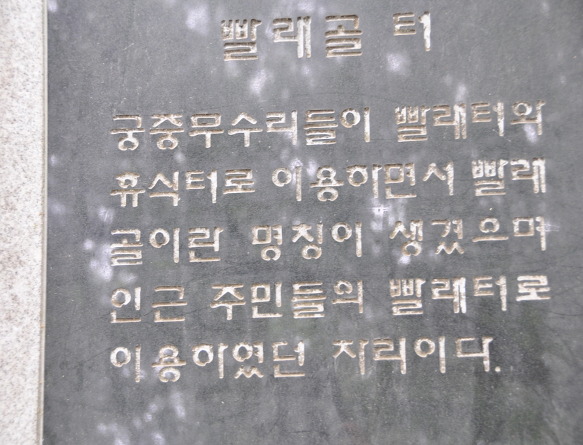 빨래골 터
궁중무수리들이 빨래터와
휴식터로 이용하면서 빨래
골이란 명칭이 생겼으며
인근 주민들의 빨래터로
이용하였던 자리이다.